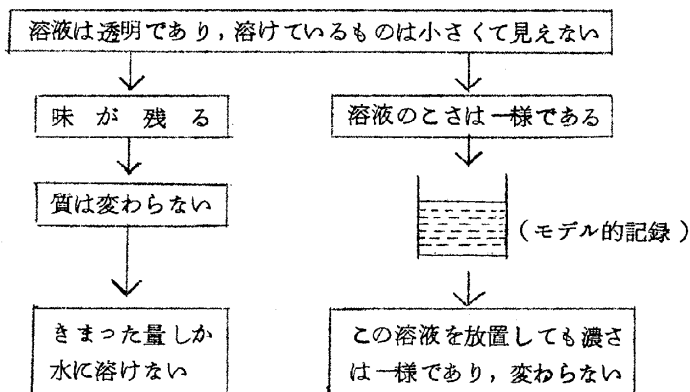 溶液は透明であり，溶けているものは小さくて見えない
味が残る
溶液のこさは一様である
質は変わらない
（モデル的記録）
きまった量しか
水に溶けない
この溶液を放置しても濃さ
は一様であり，変わらない